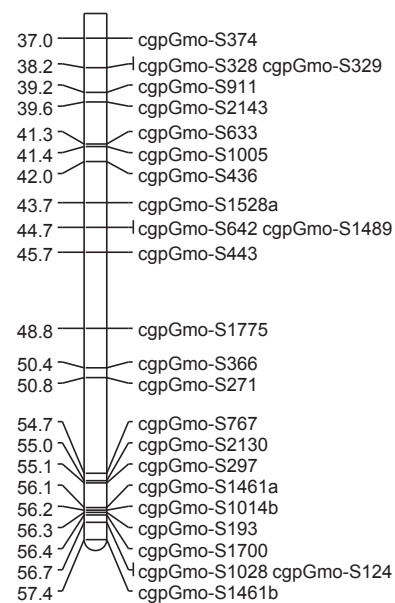 37.0 cgpGmo-S374
38.2 cgpGmo-S328 cgpGmo-S329
39.2 cgpGmo-S911
39.6 cgpGmo-S2143
41.3 cgpGmo-S633
41.4 cgpGmo-S1005
42.0 cgpGmo-S436
43.7 cgpGmo-S1528a
44.7 cgpGmo-S642 cgpGmo-S1489
45.7 cgpGmo-S443
48.8 cgpGmo-S1775
50.4 cgpGmo-S366
50.8 cgpGmo-S271
54.7 cgpGmo-S767
55.0 cgpGmo-S2130
55.1 cgpGmo-S297
56.1 cgpGmo-S1461a
56.2 cgpGmo-S1014b
56.3 cgpGmo-S193
56.4 cgpGmo-S1700
56.7 cgpGmo-S1028 cgpGmo-S124
57.4 cgpGmo-S1461b